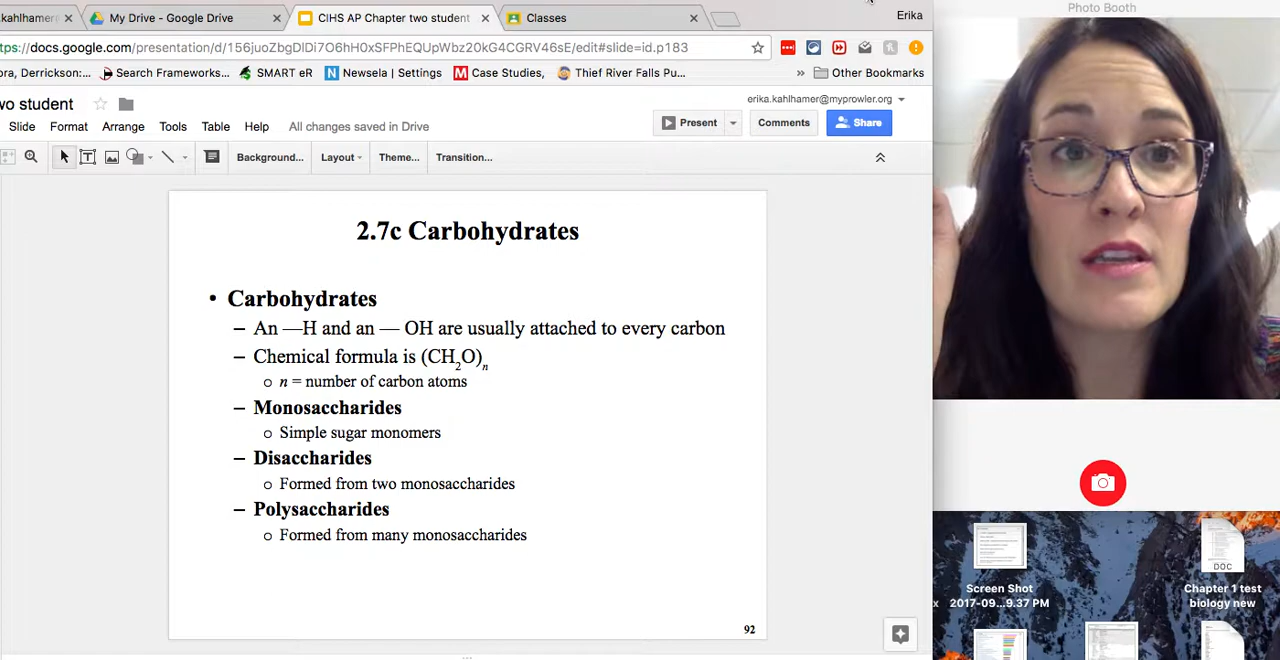 kahlhamer
My Drive - Google Drive
CIHS AP Chapter two student
Classes
Erika
Photo Booth
tps://docs.google.com/presentation/d/156juoZbgDlDi7O6hH0xSFPhEQUpWbz20kG4CGRV46sE/edit#slide=id.p183
ora, Derrickson:...
Search Frameworks...
SMART eR
Newsela | Settings
Case Studies,
Thief River Falls Pu...
»
Other Bookmarks
wo student
erika.kahlhamer@myprowler.org
Slide Format Arrange Tools Table Help All changes saved in Drive
Present
Comments
Share
Background...
Layout
Theme...
Transition...
2.7c Carbohydrates
• Carbohydrates
– An —H and an — OH are usually attached to every carbon
– Chemical formula is (CH2O)n
o n = number of carbon atoms
– Monosaccharides
o Simple sugar monomers
– Disaccharides
o Formed from two monosaccharides
– Polysaccharides
o Formed from many monosaccharides
92
DOC
Screen Shot
x 2017-09...9.37 PM
Chapter 1 test
biology new